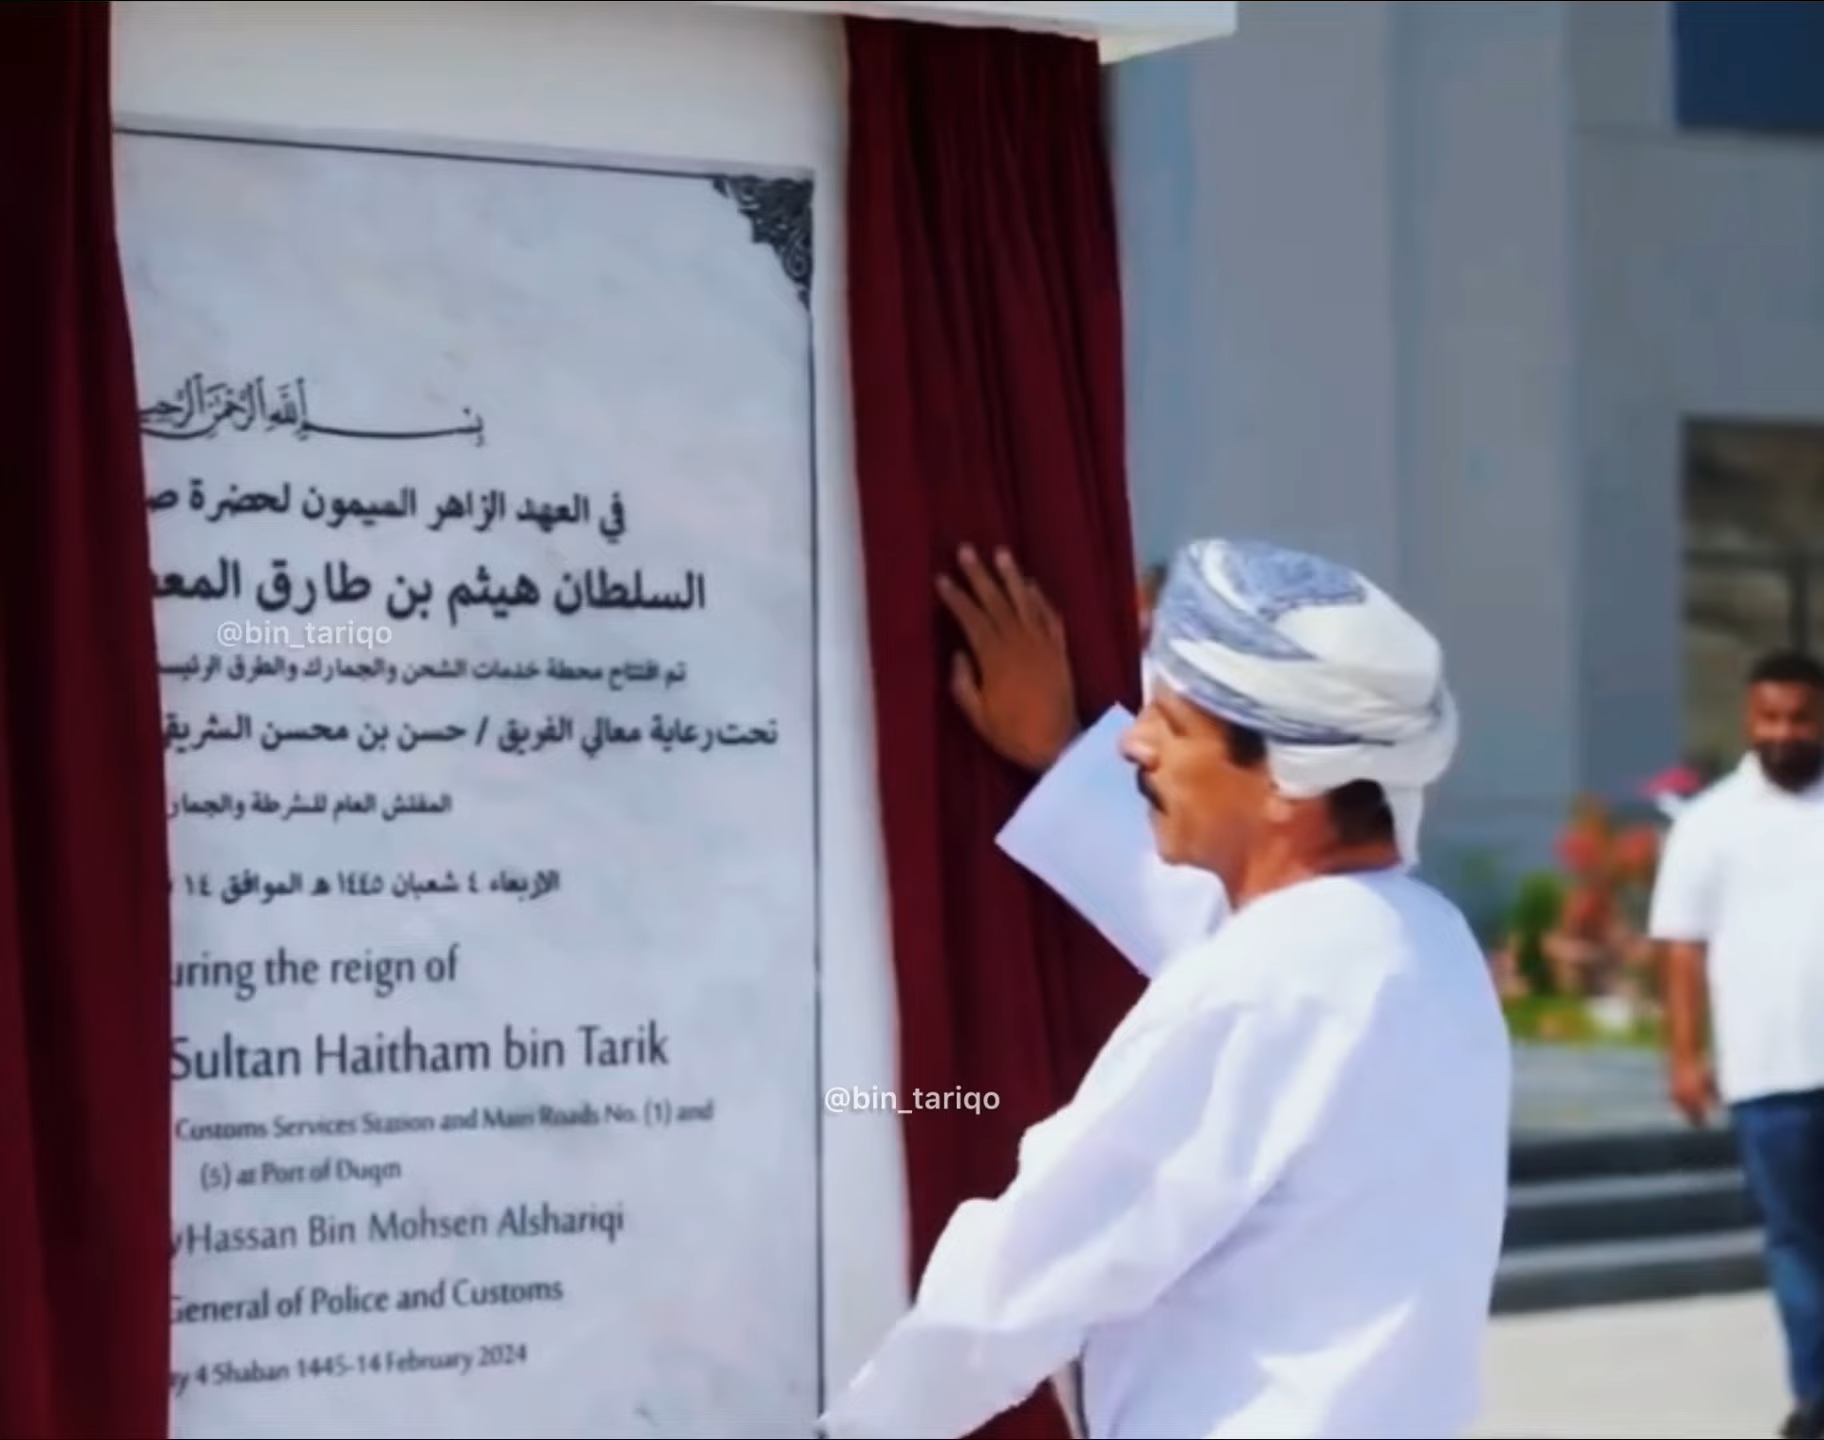 بسم الله الرحمن
في العهد الزاهر الميمون لحضرة
السلطان هيثم بن طارق
@bin_tariqo
تم افتتاح محطة خدمات الشحن والجمارك والطرق
تحت رعاية معالي الفريق / حسن بن محسن الشريقي
المفتش العام للشرطة
الاربعاء ٤ شعبان ١٤٤٥ هـ الموافق ١٤
the reign of
Sultan Haitham bin Tarik
@bin_tariqo
Customs Services Station and Main Roads No. (1) and
(5) at Port of Duqm
Hassan Bin Mohsen Alshariqi
General of Police and Customs
4 Shaban 1445-14 February 2024